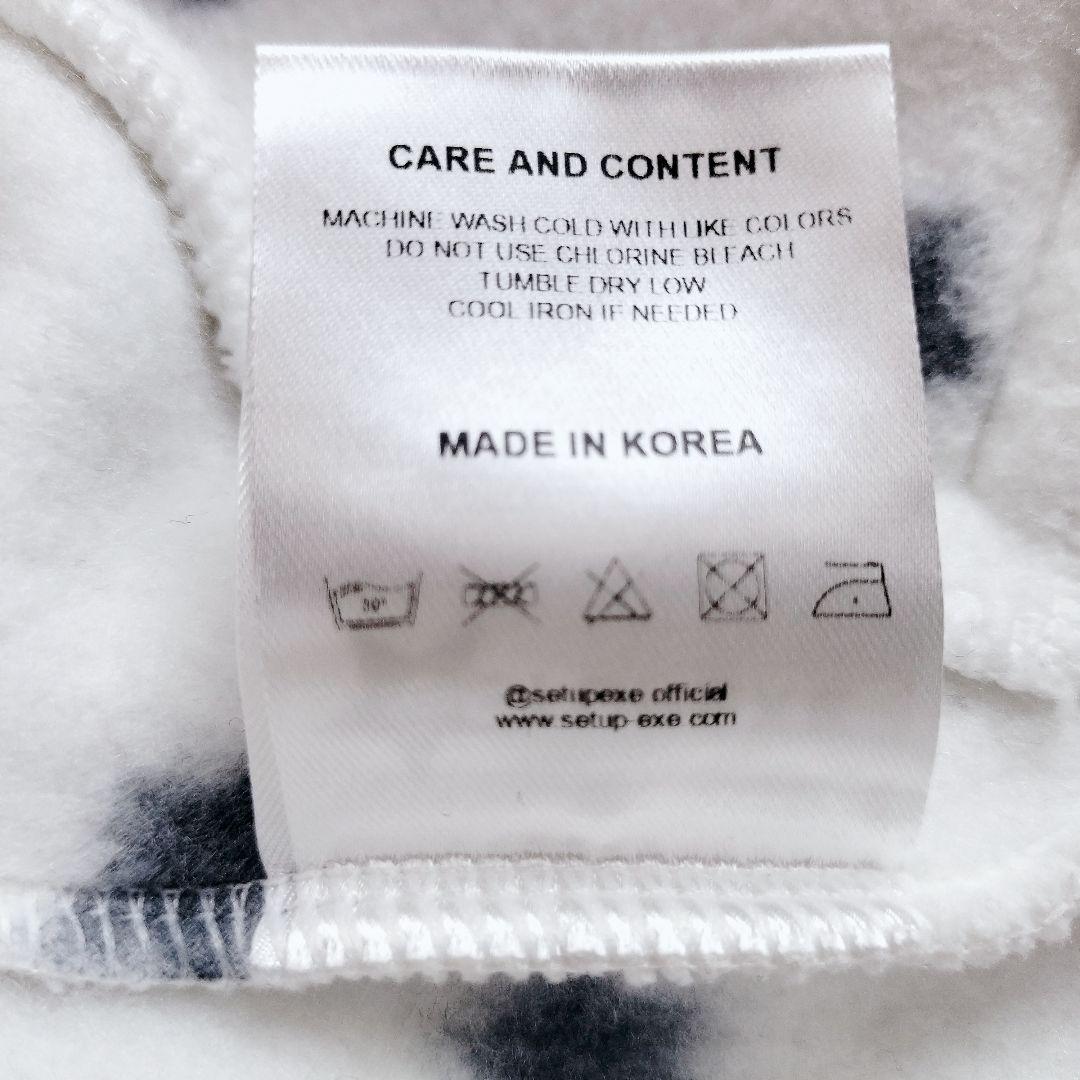 CARE AND CONTENT
MACHINE WASH COLD WITH LIKE COLORS
DO NOT USE CHLORINE BLEACH
TUMBLE DRY LOW
COOL IRON IF NEEDED
MADE IN KOREA
30°
@setupexe official
www.setup-exe.com